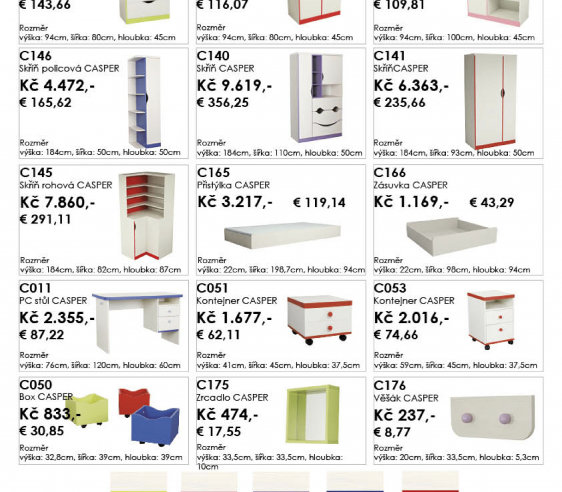 € 143,66
€ 116,07
€ 109,81
Rozměr
výška: 94cm, šířka: 80cm, hloubka: 45cm
Rozměr
výška: 94cm, šířka: 80cm, hloubka: 45cm
Rozměr
výška: 94cm, šířka: 100cm, hloubka: 45cm
C146
Skříň policová CASPER
Kč 4.472,-
€ 165,62
Rozměr
výška: 184cm, šířka: 50cm, hloubka: 50cm
C140
Skříň CASPER
Kč 9.619,-
€ 356,25
Rozměr
výška: 184cm, šířka: 110cm, hloubka: 50cm
C141
SkříňCASPER
Kč 6.363,-
€ 235,66
Rozměr
výška: 184cm, šířka: 93cm, hloubka: 50cm
C145
Skříň rohová CASPER
Kč 7.860,-
€ 291,11
Rozměr
výška: 184cm, šířka: 82cm, hloubka: 87cm
C165
Přistýlka CASPER
Kč 3.217,- € 119,14
Rozměr
výška: 22cm, šířka: 198,7cm, hloubka: 94cm
C166
Zásuvka CASPER
Kč 1.169,- € 43,29
Rozměr
výška: 22cm, šířka: 98cm, hloubka: 94cm
C011
PC stůl CASPER
Kč 2.355,-
€ 87,22
Rozměr
výška: 76cm, šířka: 120cm, hloubka: 60cm
C051
Kontejner CASPER
Kč 1.677,-
€ 62,11
Rozměr
výška: 41cm, šířka: 45cm, hloubka: 37,5cm
C053
Kontejner CASPER
Kč 2.016,-
€ 74,66
Rozměr
výška: 59cm, šířka: 45cm, hloubka: 37,5cm
C050
Box CASPER
Kč 833,-
€ 30,85
Rozměr
výška: 32,8cm, šířka: 39cm, hloubka: 39cm
C175
Zrcadlo CASPER
Kč 474,-
€ 17,55
Rozměr
výška: 33,5cm, šířka: 33,5cm, hloubka:
10cm
C176
Věšák CASPER
Kč 237,-
€ 8,77
Rozměr
výška: 20cm, šířka: 33,5cm, hloubka: 5,3cm